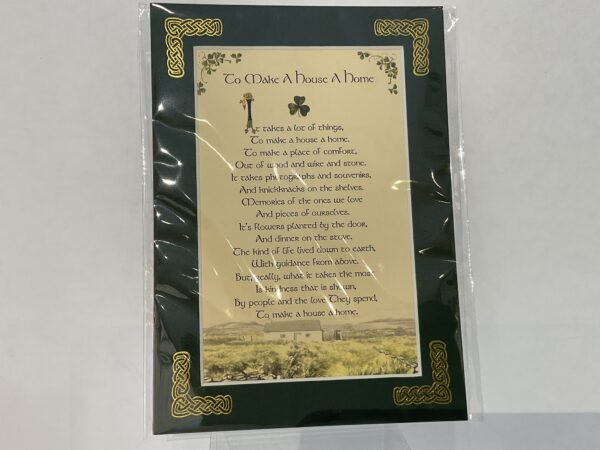 To Make A House A Home
It takes a lot of things,
To make a house a home.
To make a place of comfort,
Out of wood and wire and stone.
It takes photographs and souvenirs,
And knickknacks on the shelves.
Memories of the ones we love
And pieces of ourselves.
It's flowers planted by the door,
And dinner on the stove.
The kind of life lived down to earth,
With guidance from above.
But, really, what it takes the most
Is kindness that is shown,
By people and the love They spend,
To make a house a home.